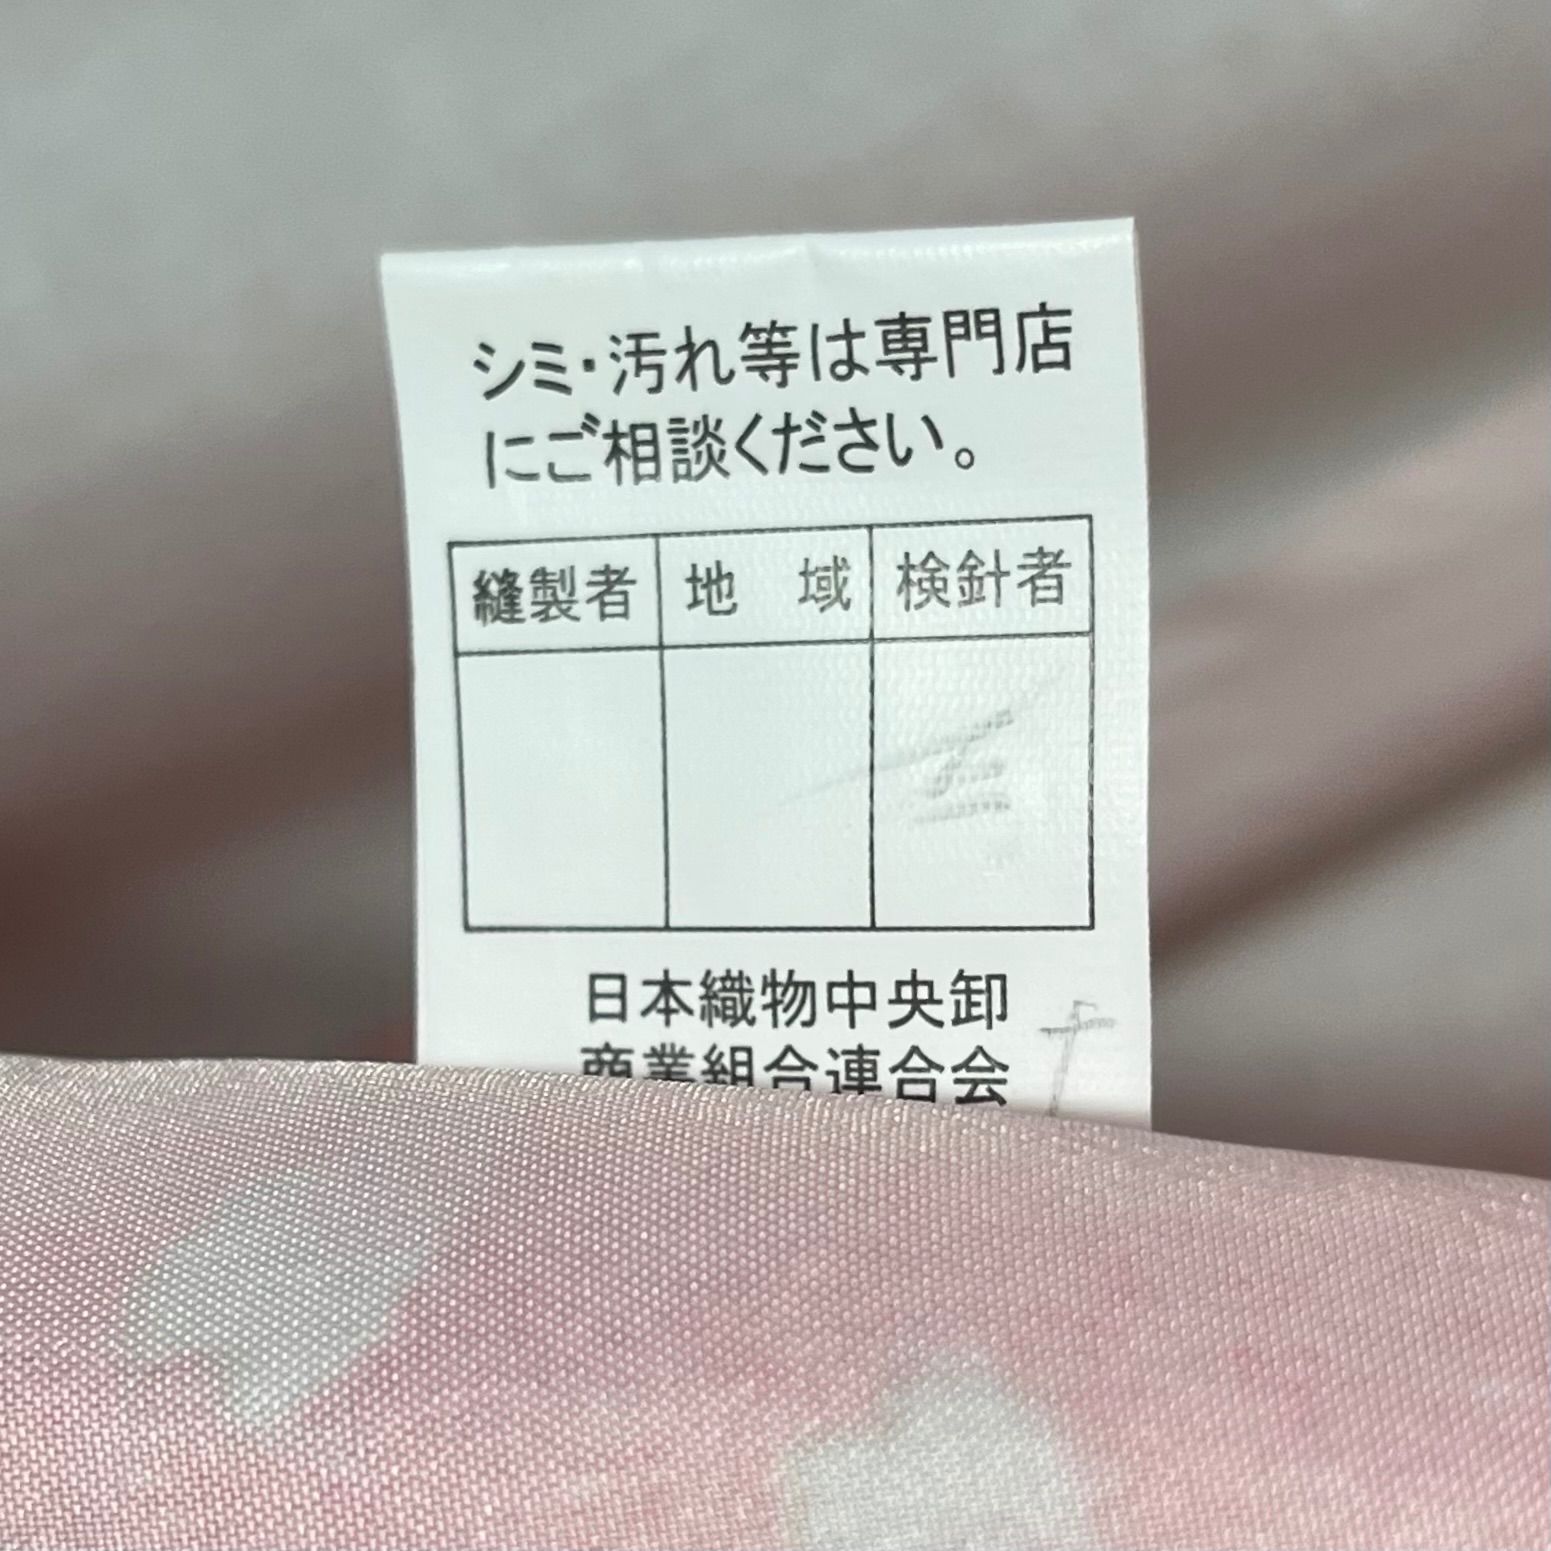 シミ・汚れ等は専門店
にご相談ください。
縫製者 地 域 検針者
日本織物中央卸
商業組合連合会